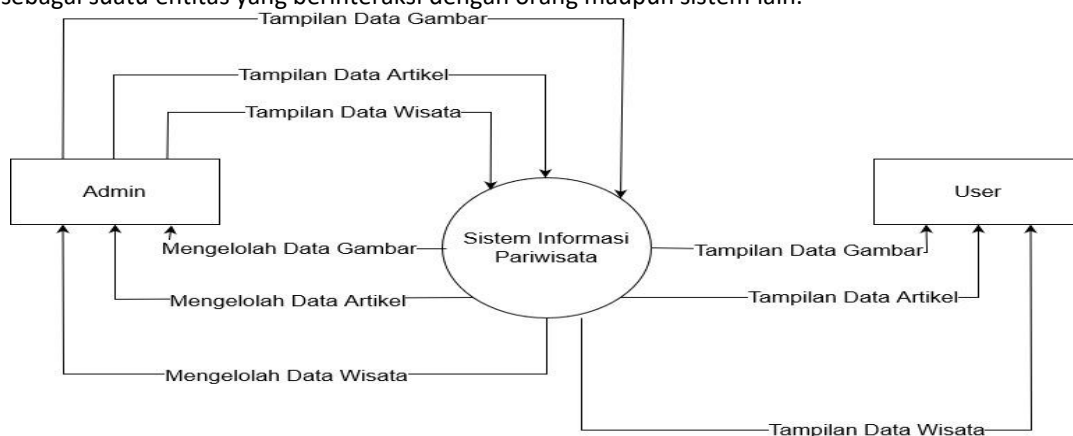 sebagai suatu entitas yang berinteraksi dengan orang maupun sistem lain.
Tampilan Data Gambar
Tampilan Data Artikel
Tampilan Data Wisata
Admin
User
Sistem Informasi
Pariwisata
Mengelolah Data Gambar
Tampilan Data Gambar
Mengelolah Data Artikel
Tampilan Data Artikel
Mengelolah Data Wisata
Tampilan Data Wisata